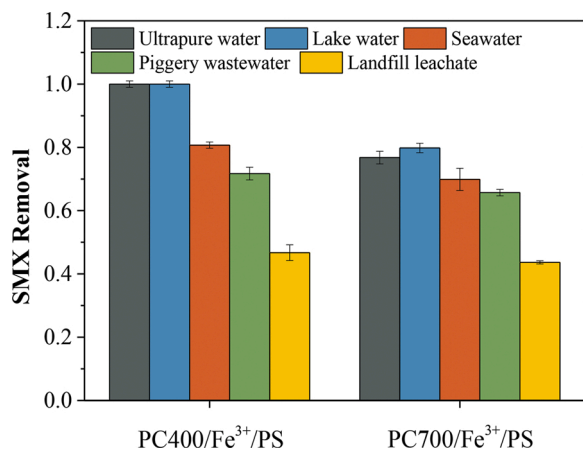 1.2
1.0
0.8
0.6
0.4
0.2
0.0
SMX Removal
Ultrapure water Lake water Seawater
Piggery wastewater Landfill leachate
PC400/Fe³⁺/PS PC700/Fe³⁺/PS